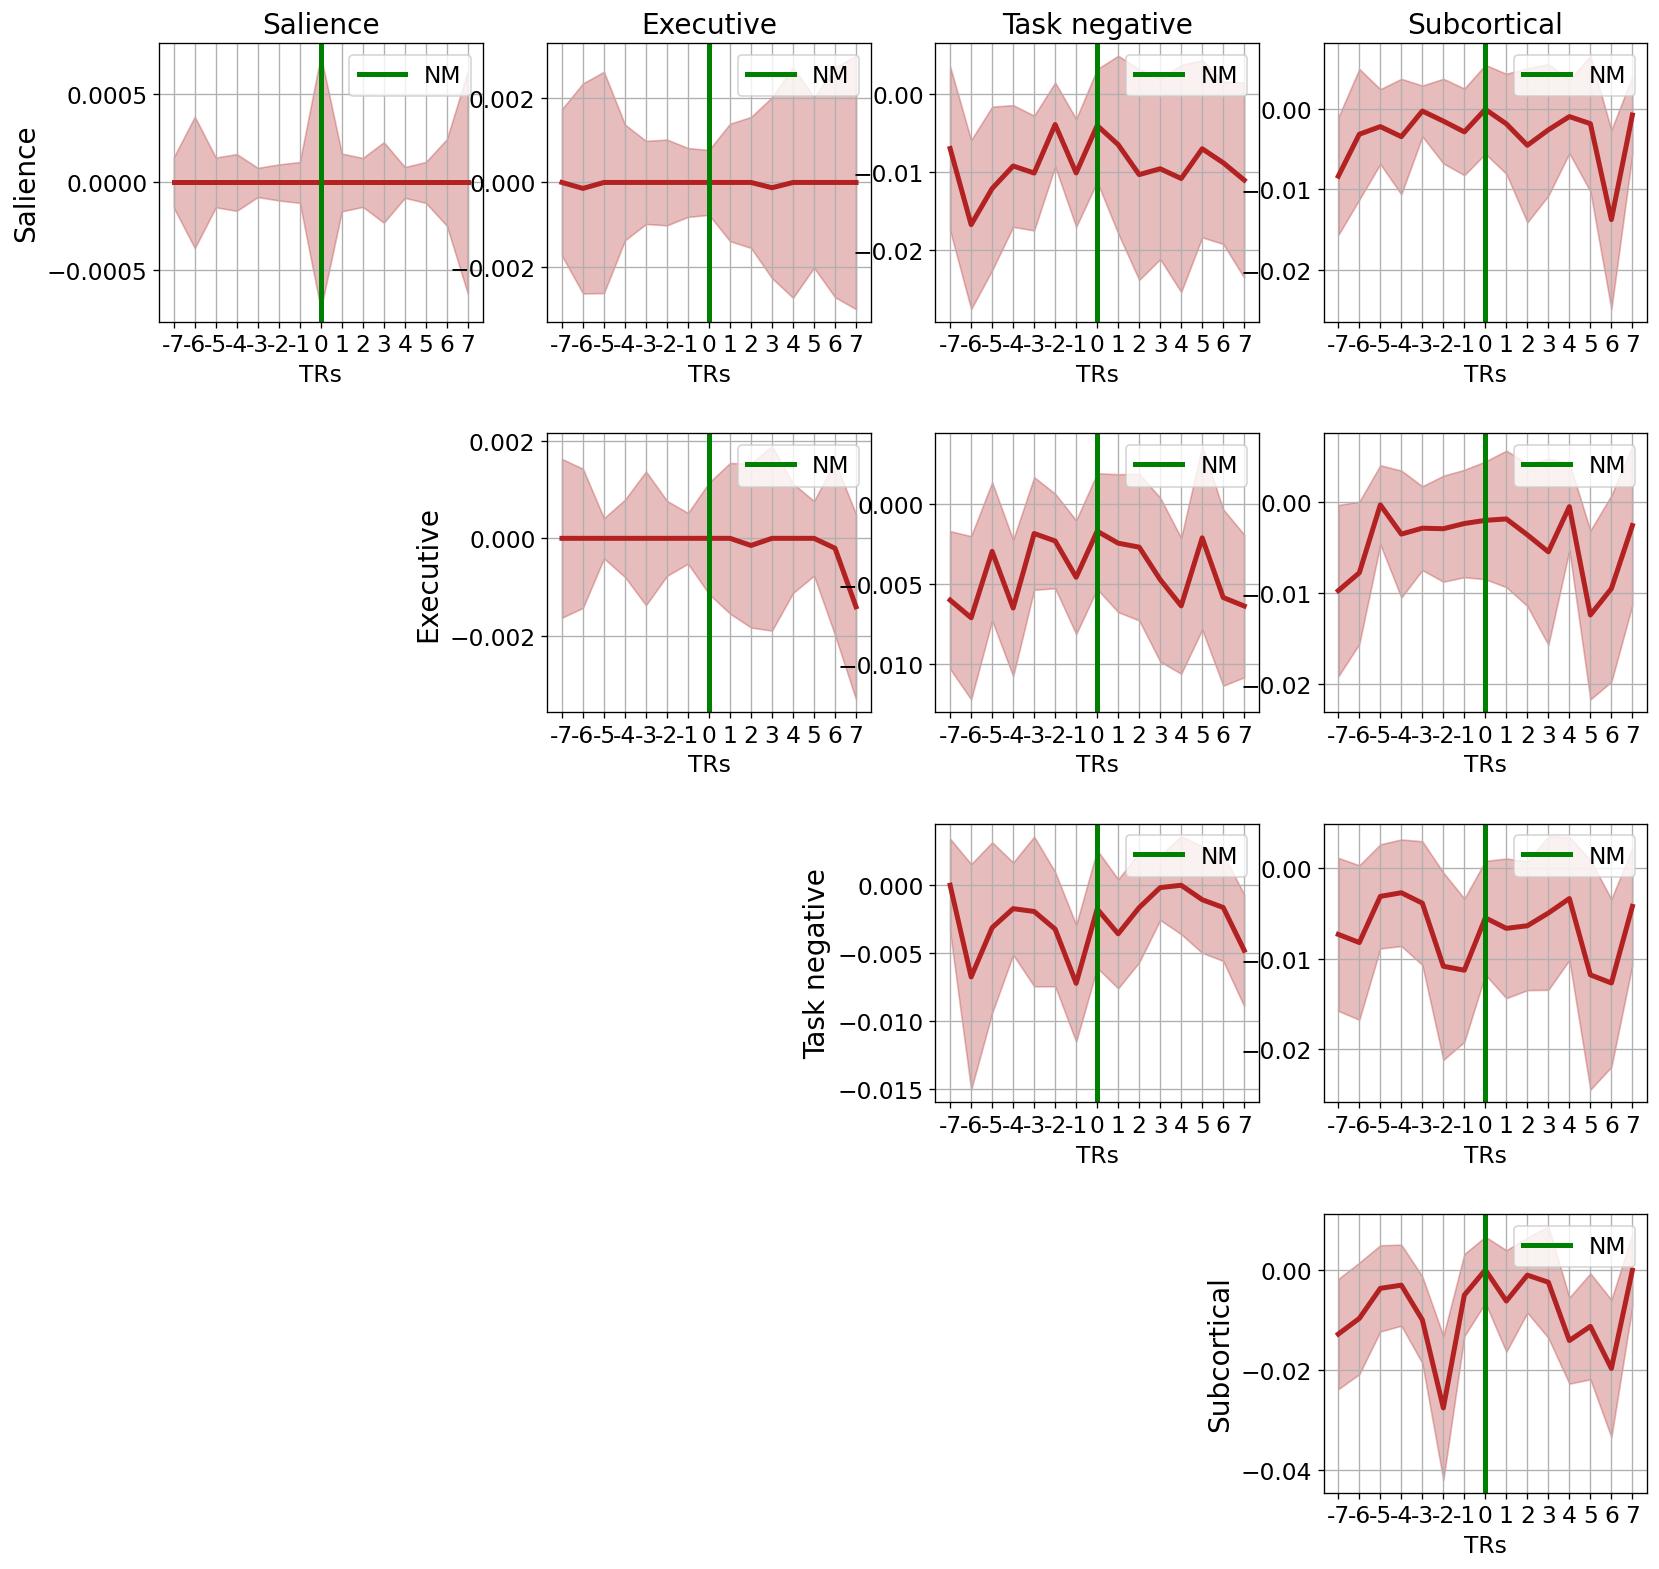 Salience Executive Task negative Subcortical
NM NM NM NM
0.0005 0.002 0.00 0.00
0.0000 0.000 −0.01 −0.01
−0.0005 −0.002 −0.02 −0.02
Salience
-7 -6 -5 -4 -3 -2 -1 0 1 2 3 4 5 6 7 -7 -6 -5 -4 -3 -2 -1 0 1 2 3 4 5 6 7 -7 -6 -5 -4 -3 -2 -1 0 1 2 3 4 5 6 7 -7 -6 -5 -4 -3 -2 -1 0 1 2 3 4 5 6 7
TRs TRs TRs TRs
NM NM NM
0.002 0.000 0.00
0.000 −0.005 −0.01
−0.002 −0.010 −0.02
Executive
-7 -6 -5 -4 -3 -2 -1 0 1 2 3 4 5 6 7 -7 -6 -5 -4 -3 -2 -1 0 1 2 3 4 5 6 7 -7 -6 -5 -4 -3 -2 -1 0 1 2 3 4 5 6 7
TRs TRs TRs
NM NM
0.000 0.00
−0.005 −0.01
−0.010 −0.02
−0.015
Task negative
-7 -6 -5 -4 -3 -2 -1 0 1 2 3 4 5 6 7 -7 -6 -5 -4 -3 -2 -1 0 1 2 3 4 5 6 7
TRs TRs
NM
0.00
−0.02
−0.04
Subcortical
-7 -6 -5 -4 -3 -2 -1 0 1 2 3 4 5 6 7
TRs